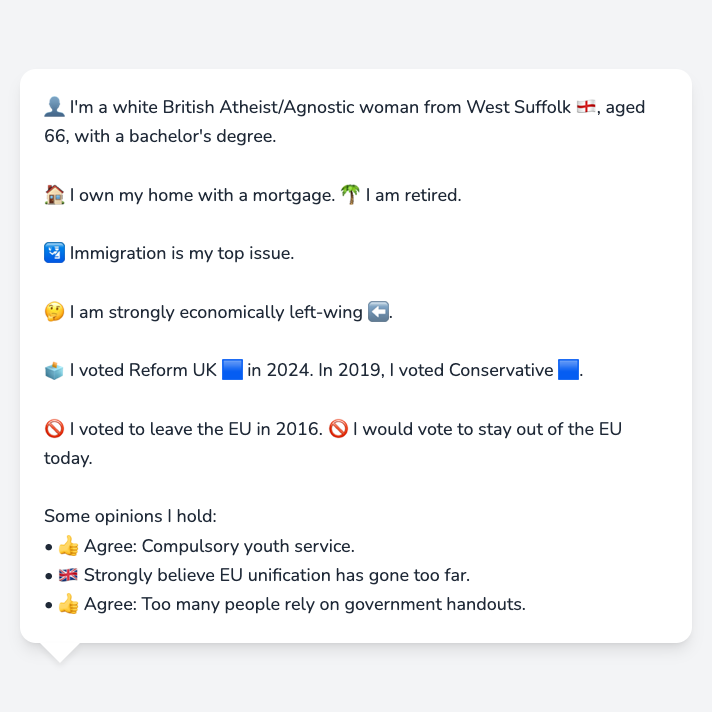 👤 I'm a white British Atheist/Agnostic woman from West Suffolk 🏴󠁧󠁢󠁥󠁮󠁧󠁿, aged
66, with a bachelor's degree.
🏠 I own my home with a mortgage. 🌴 I am retired.
🛂 Immigration is my top issue.
🤔 I am strongly economically left-wing ⬅️.
🗳️ I voted Reform UK 🟦 in 2024. In 2019, I voted Conservative 🟦.
🚫 I voted to leave the EU in 2016. 🚫 I would vote to stay out of the EU
today.
Some opinions I hold:
• 👍 Agree: Compulsory youth service.
• 🇬🇧 Strongly believe EU unification has gone too far.
• 👍 Agree: Too many people rely on government handouts.